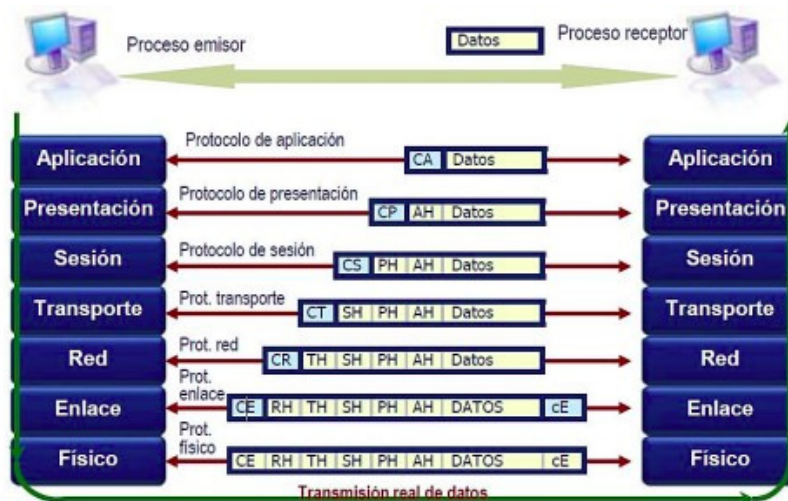 Proceso emisor
Datos
Proceso receptor
Protocolo de aplicación
Aplicación
CA Datos
Aplicación
Protocolo de presentación
Presentación
CP AH Datos
Presentación
Protocolo de sesión
Sesión
CS PH AH Datos
Sesión
Prot. transporte
Transporte
CT SH PH AH Datos
Transporte
Prot. red
Red
CR TH SH PH AH Datos
Red
Prot.
enlace
Enlace
CE RH TH SH PH AH DATOS cE
Enlace
Prot.
físico
Físico
CE RH TH SH PH AH DATOS cE
Físico
Transmisión real de datos